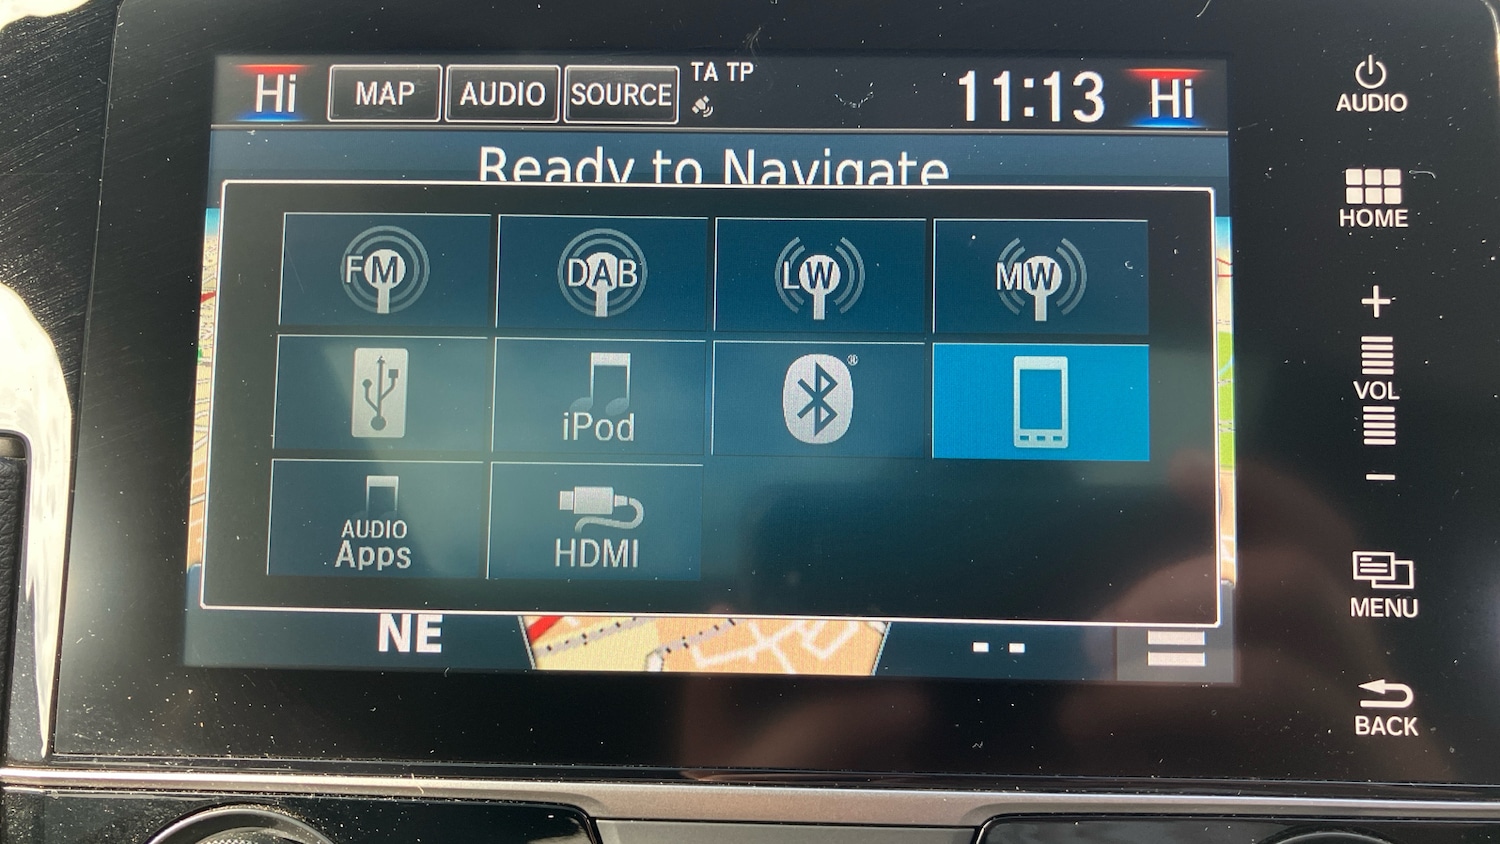 Hi MAP AUDIO SOURCE TA TP 11:13 Hi
Ready to Navigate
FM DAB LW MW
iPod ®
AUDIO
Apps HDMI
NE - -
AUDIO
HOME
+
VOL
-
MENU
BACK